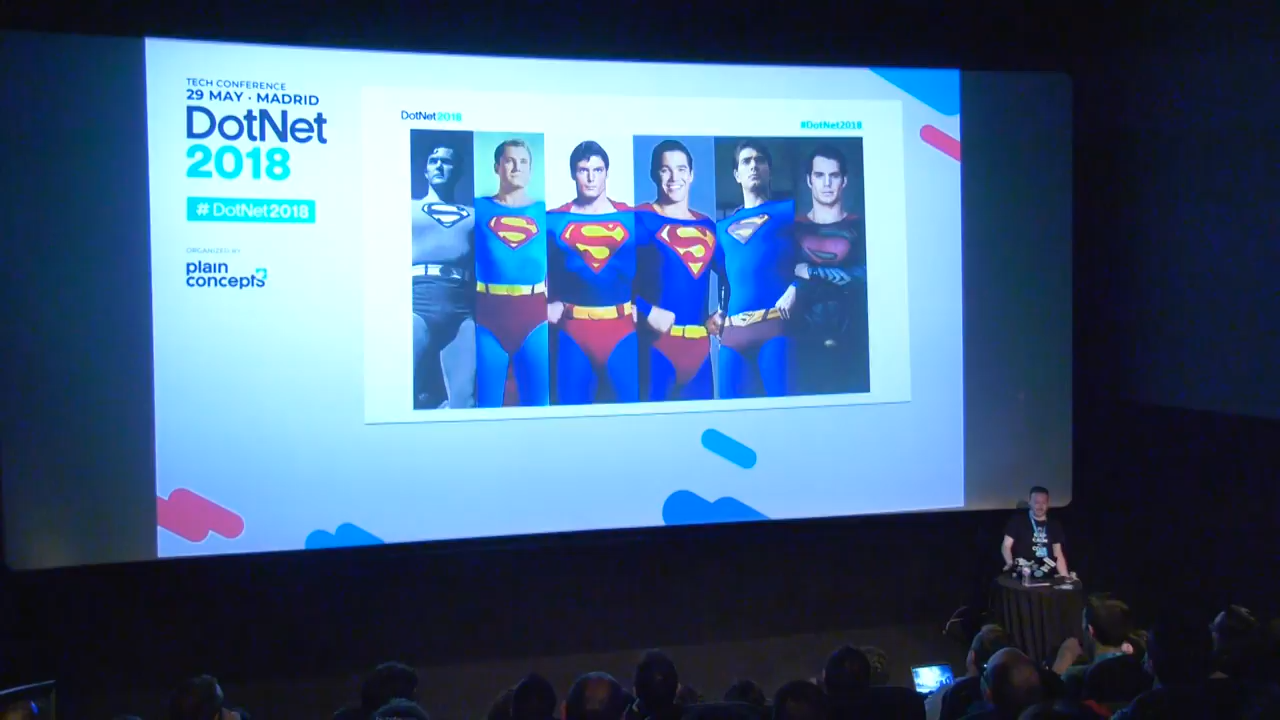 TECH CONFERENCE
29 MAY · MADRID
DotNet
2018
# DotNet2018
ORGANIZED BY
plain
concepts
DotNet2018
#DotNet2018